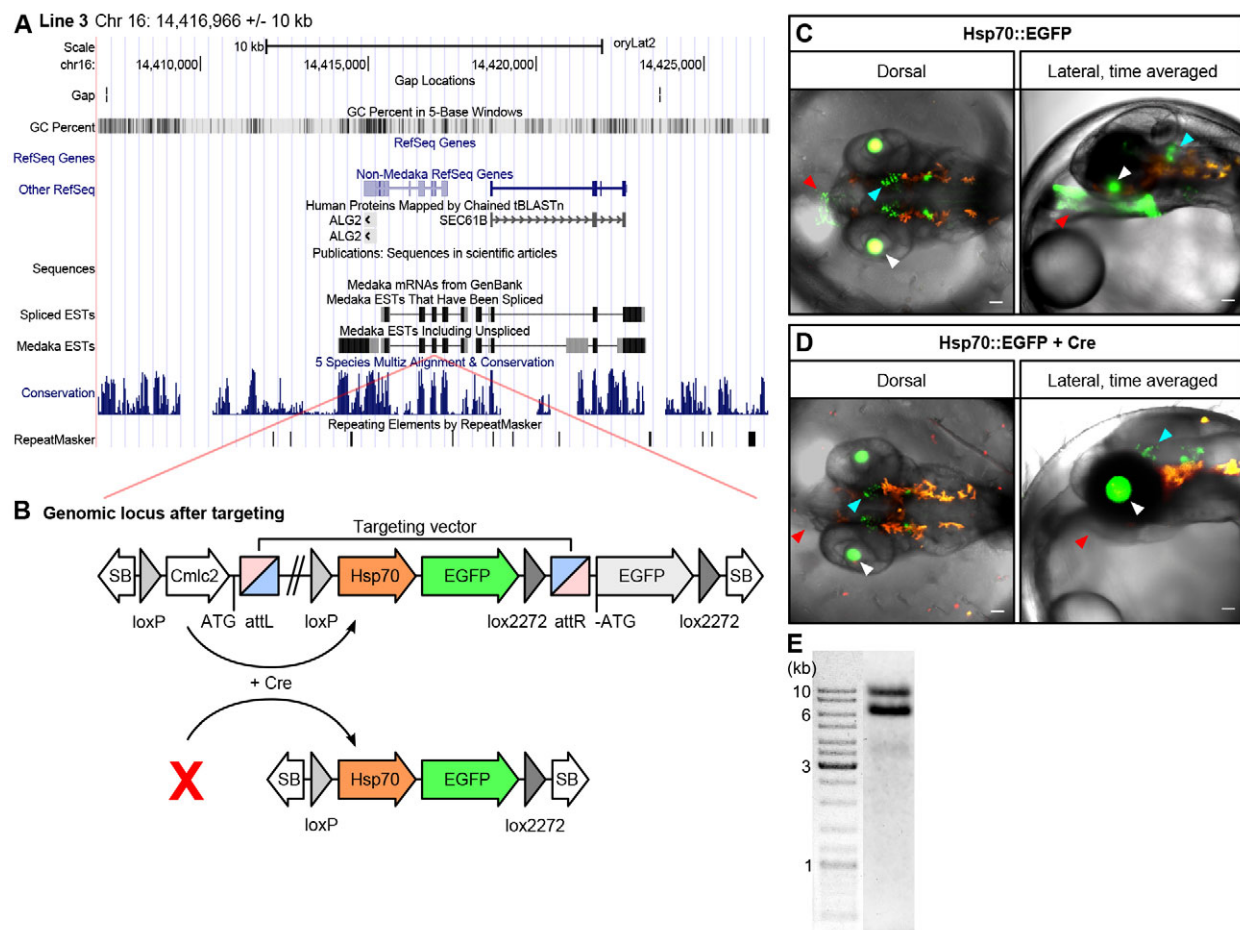 A Line 3 Chr 16: 14,416,966 +/- 10 kb
Scale 10 kb oryLat2
chr16: 14,410,000 14,415,000 14,420,000 14,425,000
Gap Locations
Gap
GC Percent in 5-Base Windows
GC Percent
RefSeq Genes
RefSeq Genes
Non-Medaka RefSeq Genes
Other RefSeq
Human Proteins Mapped by Chained tBLASTn
ALG2 SEC61B
ALG2
Publications: Sequences in scientific articles
Sequences
Medaka mRNAs from GenBank
Medaka ESTs That Have Been Spliced
Spliced ESTs
Medaka ESTs Including Unspliced
Medaka ESTs
5 Species Multiz Alignment & Conservation
Conservation
Repeating Elements by RepeatMasker
RepeatMasker
B Genomic locus after targeting
Targeting vector
SB Cmlc2 Hsp70 EGFP EGFP SB
loxP ATG attL loxP lox2272 attR -ATG lox2272
+ Cre
X
SB Hsp70 EGFP SB
loxP lox2272
C Hsp70::EGFP
Dorsal Lateral, time averaged
D Hsp70::EGFP + Cre
Dorsal Lateral, time averaged
E
(kb)
10
6
3
1